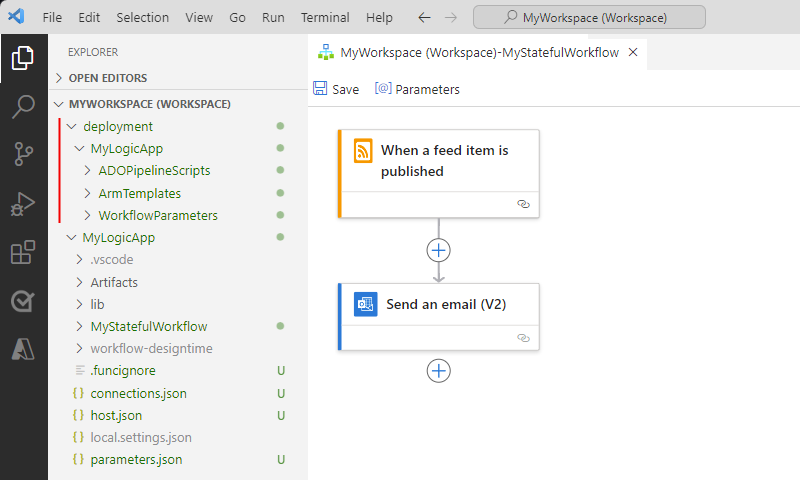 File Edit Selection View Go Run Terminal Help
MyWorkspace (Workspace)
EXPLORER
OPEN EDITORS
MYWORKSPACE (WORKSPACE)
deployment
MyLogicApp
ADOPipelineScripts
ArmTemplates
WorkflowParameters
MyLogicApp
.vscode
Artifacts
lib
MyStatefulWorkflow
workflow-designtime
.funcignore U
connections.json U
host.json U
local.settings.json
parameters.json U
MyWorkspace (Workspace)-MyStatefulWorkflow
Save Parameters
When a feed item is
published
Send an email (V2)